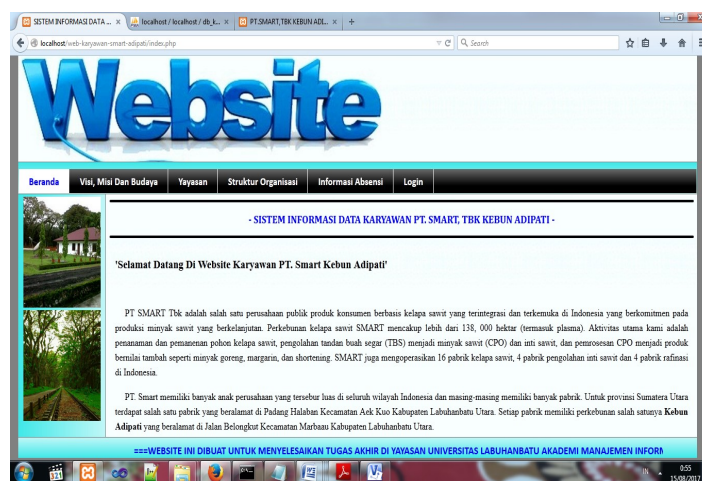 SISTEM INFORMASI DATA ... ×
localhost / localhost / db_k... ×
PT.SMART,TBK KEBUN ADI... ×
+
localhost/web-karyawan-smart-adipati/index.php
Search
Website
Beranda
Visi, Misi Dan Budaya
Yayasan
Struktur Organisasi
Informasi Absensi
Login
- SISTEM INFORMASI DATA KARYAWAN PT. SMART, TBK KEBUN ADIPATI -
'Selamat Datang Di Website Karyawan PT. Smart Kebun Adipati'
PT SMART Tbk adalah salah satu perusahaan publik produk konsumen berbasis kelapa sawit yang terintegrasi dan terkemuka di Indonesia yang berkomitmen pada
produksi minyak sawit yang berkelanjutan. Perkebunan kelapa sawit SMART mencakup lebih dari 138, 000 hektar (termasuk plasma). Aktivitas utama kami adalah
penanaman dan pemanenan pohon kelapa sawit, pengolahan tandan buah segar (TBS) menjadi minyak sawit (CPO) dan inti sawit, dan pemrosesan CPO menjadi produk
bernilai tambah seperti minyak goreng, margarin, dan shortening. SMART juga mengoperasikan 16 pabrik kelapa sawit, 4 pabrik pengolahan inti sawit dan 4 pabrik rafinasi
di Indonesia.
PT. Smart memiliki banyak anak perusahaan yang tersebur luas di seluruh wilayah Indonesia dan masing-masing memiliki banyak pabrik. Untuk provinsi Sumatera Utara
terdapat salah satu pabrik yang beralamat di Padang Halaban Kecamatan Aek Kuo Kabupaten Labuhanbatu Utara. Setiap pabrik memiliki perkebunan salah satunya Kebun
Adipati yang beralamat di Jalan Belongkut Kecamatan Marbaau Kabupaten Labuhanbatu Utara.
===WEBSITE INI DIBUAT UNTUK MENYELESAIKAN TUGAS AKHIR DI YAYASAN UNIVERSITAS LABUHANBATU AKADEMI MANAJEMEN INFORM
IN
0:55
15/08/2017